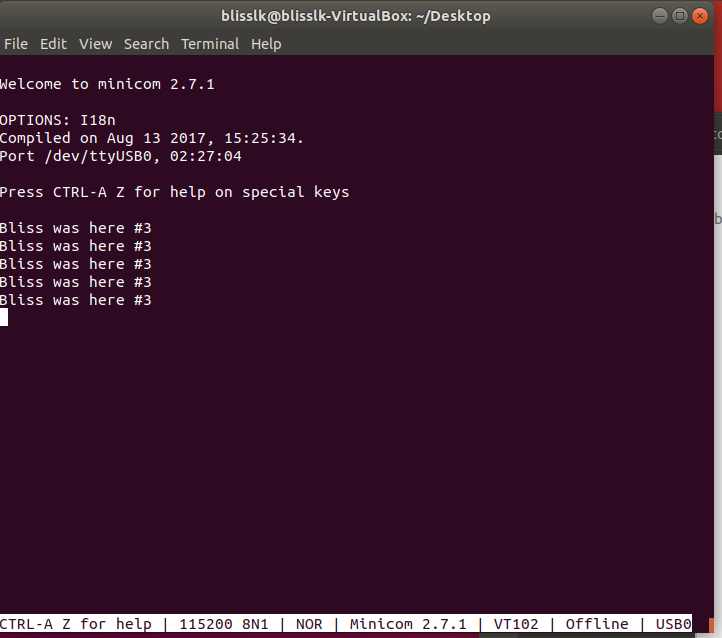 blisslk@blisslk-VirtualBox: ~/Desktop
File Edit View Search Terminal Help
Welcome to minicom 2.7.1
OPTIONS: I18n
Compiled on Aug 13 2017, 15:25:34.
Port /dev/ttyUSB0, 02:27:04
Press CTRL-A Z for help on special keys
Bliss was here #3
Bliss was here #3
Bliss was here #3
Bliss was here #3
Bliss was here #3
CTRL-A Z for help | 115200 8N1 | NOR | Minicom 2.7.1 | VT102 | Offline | USB0